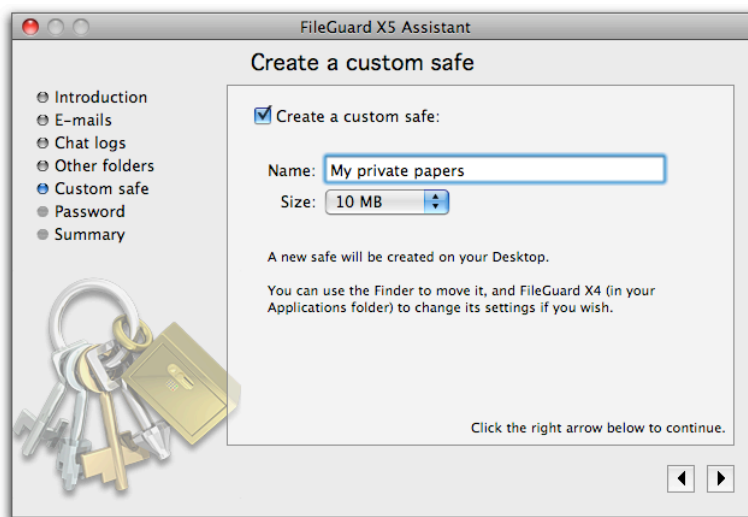 FileGuard X5 Assistant
Create a custom safe
Introduction
E-mails
Chat logs
Other folders
Custom safe
Password
Summary
Create a custom safe:
Name: My private papers
Size: 10 MB
A new safe will be created on your Desktop.
You can use the Finder to move it, and FileGuard X4 (in your
Applications folder) to change its settings if you wish.
Click the right arrow below to continue.